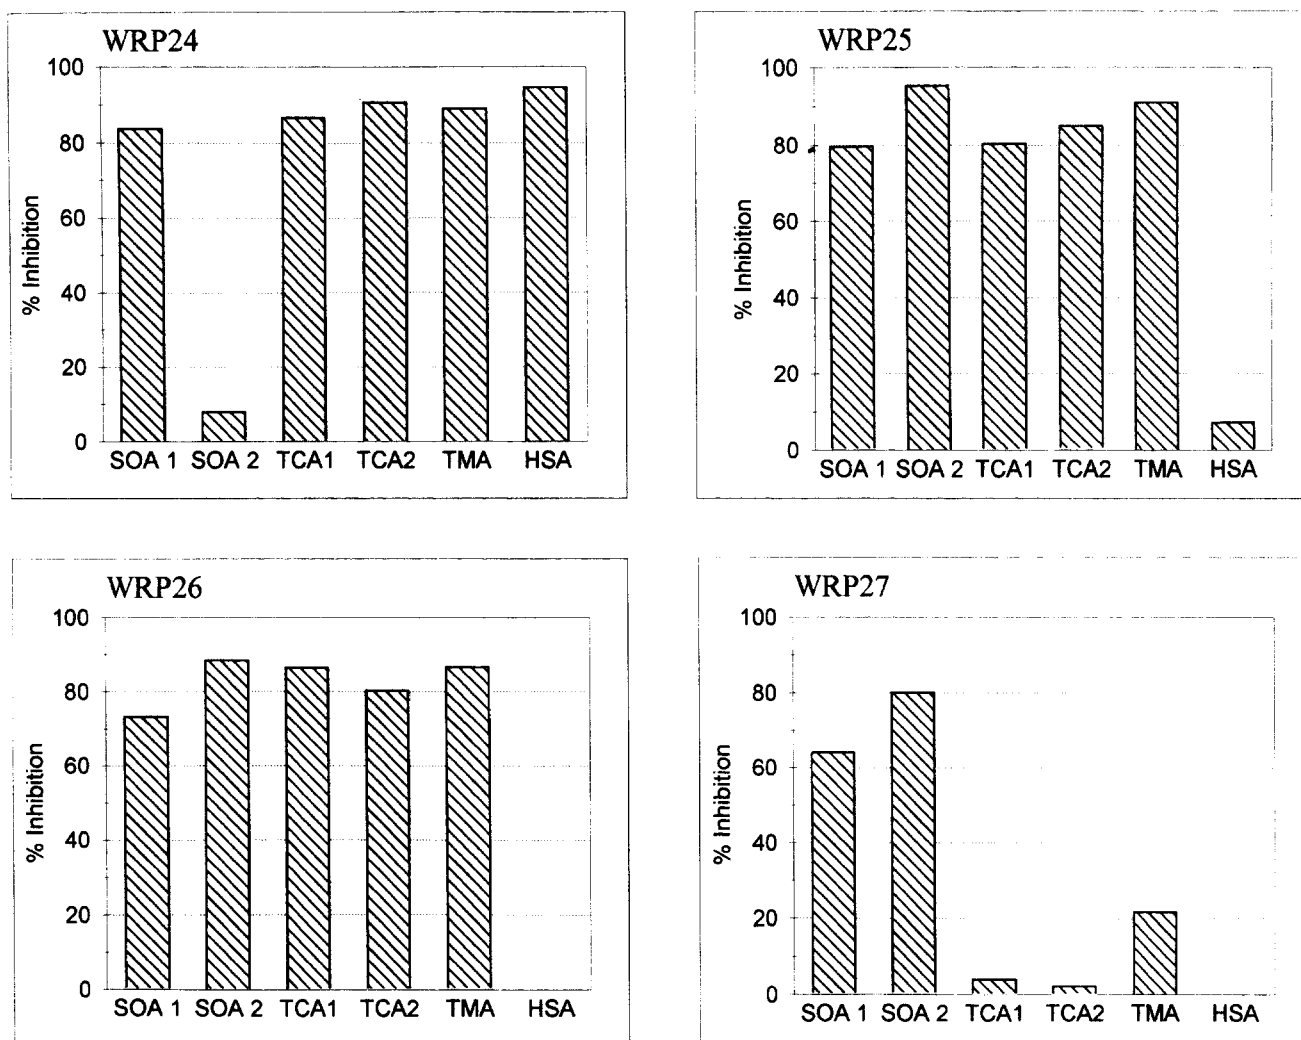 WRP24
100
80
60
40
20
0
% Inhibition
SOA 1 SOA 2 TCA1 TCA2 TMA HSA
WRP25
100
80
60
40
20
0
% Inhibition
SOA 1 SOA 2 TCA1 TCA2 TMA HSA
WRP26
100
80
60
40
20
0
% Inhibition
SOA 1 SOA 2 TCA1 TCA2 TMA HSA
WRP27
100
80
60
40
20
0
% Inhibition
SOA 1 SOA 2 TCA1 TCA2 TMA HSA